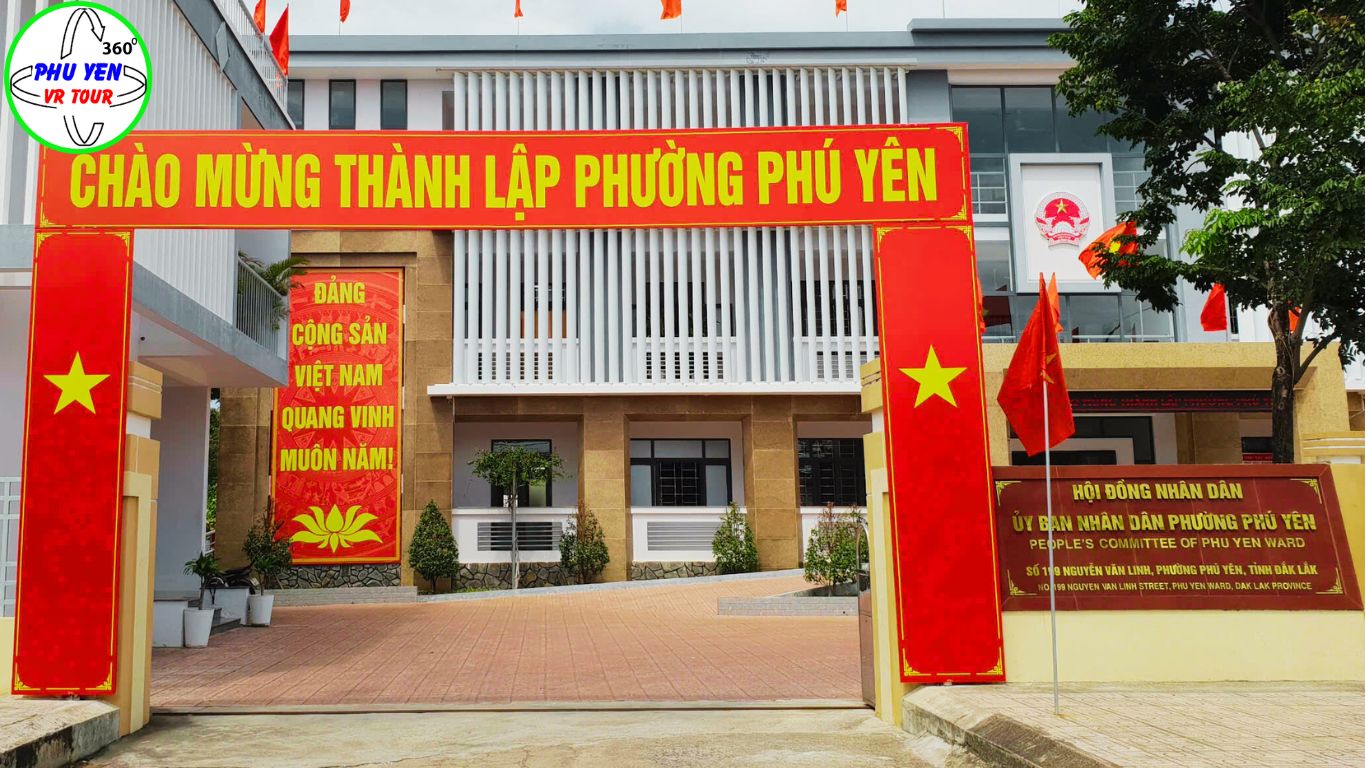 360⁰
PHU YEN
VR TOUR
CHÀO MỪNG THÀNH LẬP PHƯỜNG PHÚ YÊN
ĐẢNG
CỘNG SẢN
VIỆT NAM
QUANG VINH
MUÔN NĂM!
HỘI ĐỒNG NHÂN DÂN
ỦY BAN NHÂN DÂN PHƯỜNG PHÚ YÊN
PEOPLE'S COMMITTEE OF PHU YEN WARD
SỐ 199 NGUYỄN VĂN LINH, PHƯỜNG PHÚ YÊN, TỈNH ĐẮK LẮK
NO 199 NGUYEN VAN LINH STREET, PHU YEN WARD, DAK LAK PROVINCE